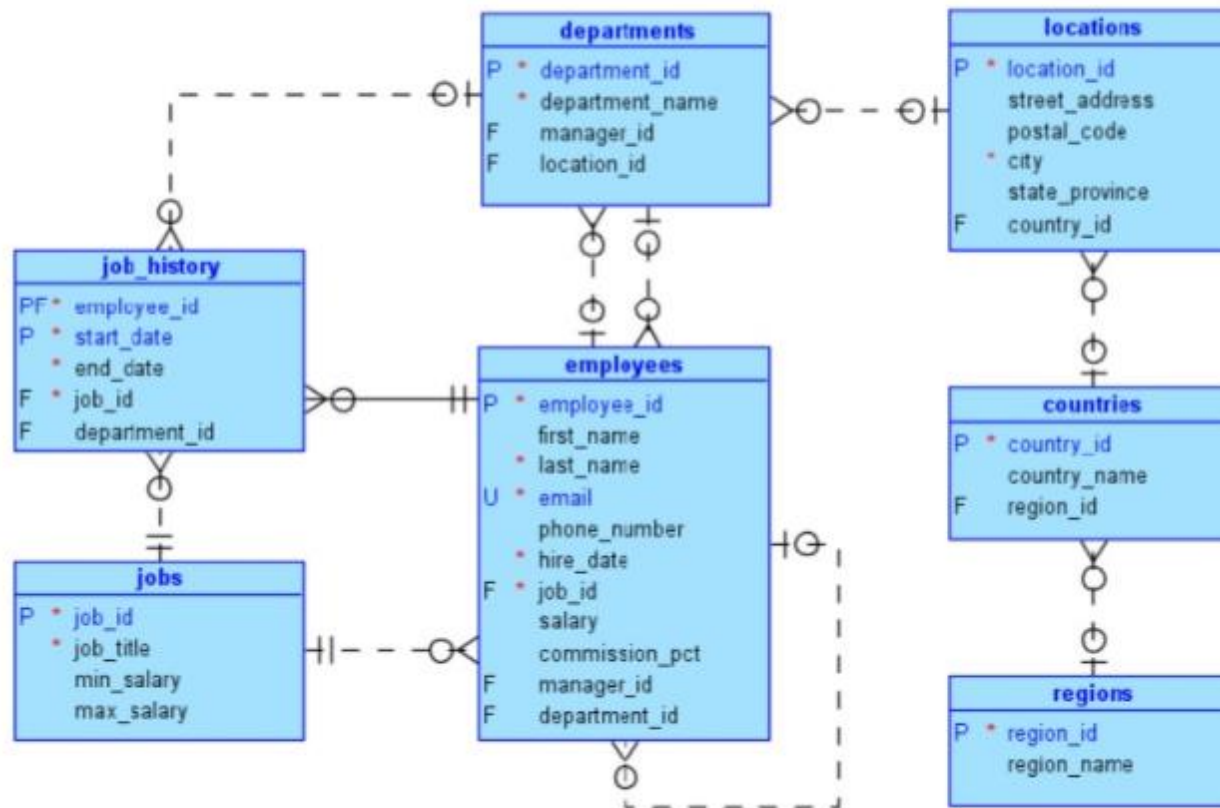 departments
P * department_id
* department_name
F manager_id
F location_id
locations
P * location_id
street_address
postal_code
* city
state_province
F country_id
job_history
PF * employee_id
P * start_date
* end_date
F * job_id
F department_id
employees
P * employee_id
first_name
* last_name
U * email
phone_number
* hire_date
F * job_id
salary
commission_pct
F manager_id
F department_id
countries
P * country_id
country_name
F region_id
jobs
P * job_id
* job_title
min_salary
max_salary
regions
P * region_id
region_name